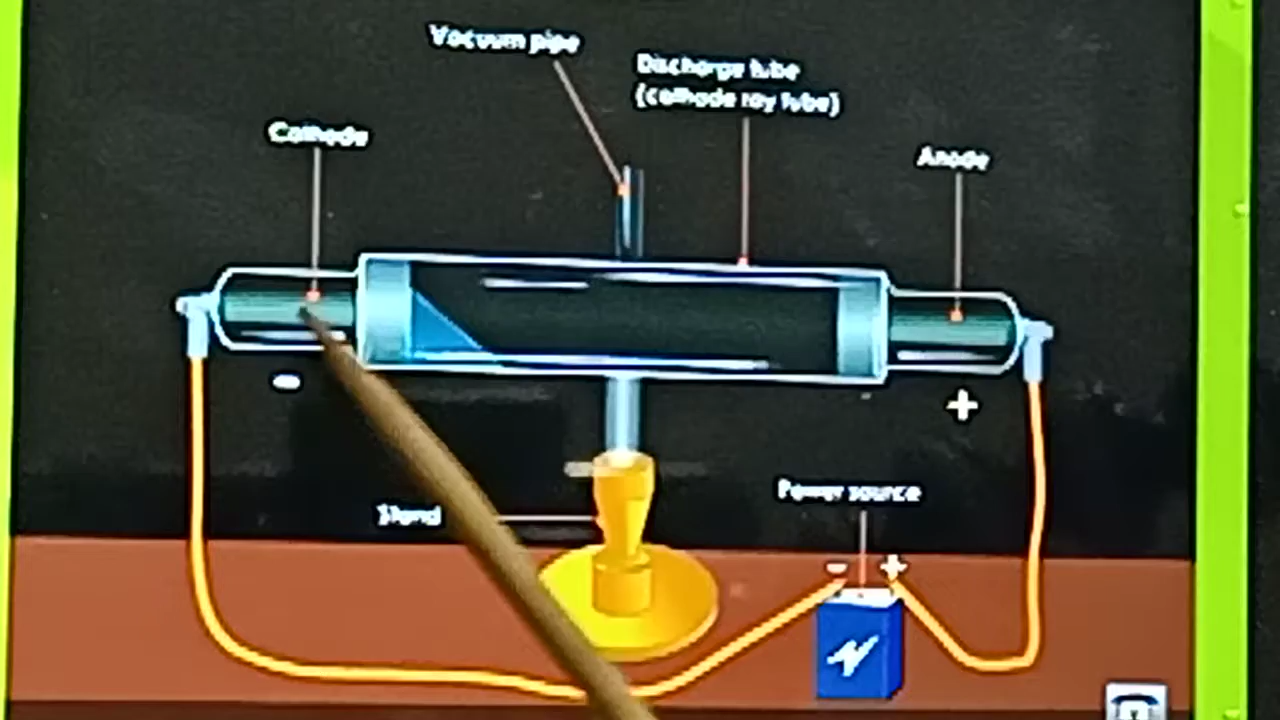 Vacuum pipe
Discharge tube
(cathode ray tube)
Cathode
Anode
-
+
Power source
Stand
- +